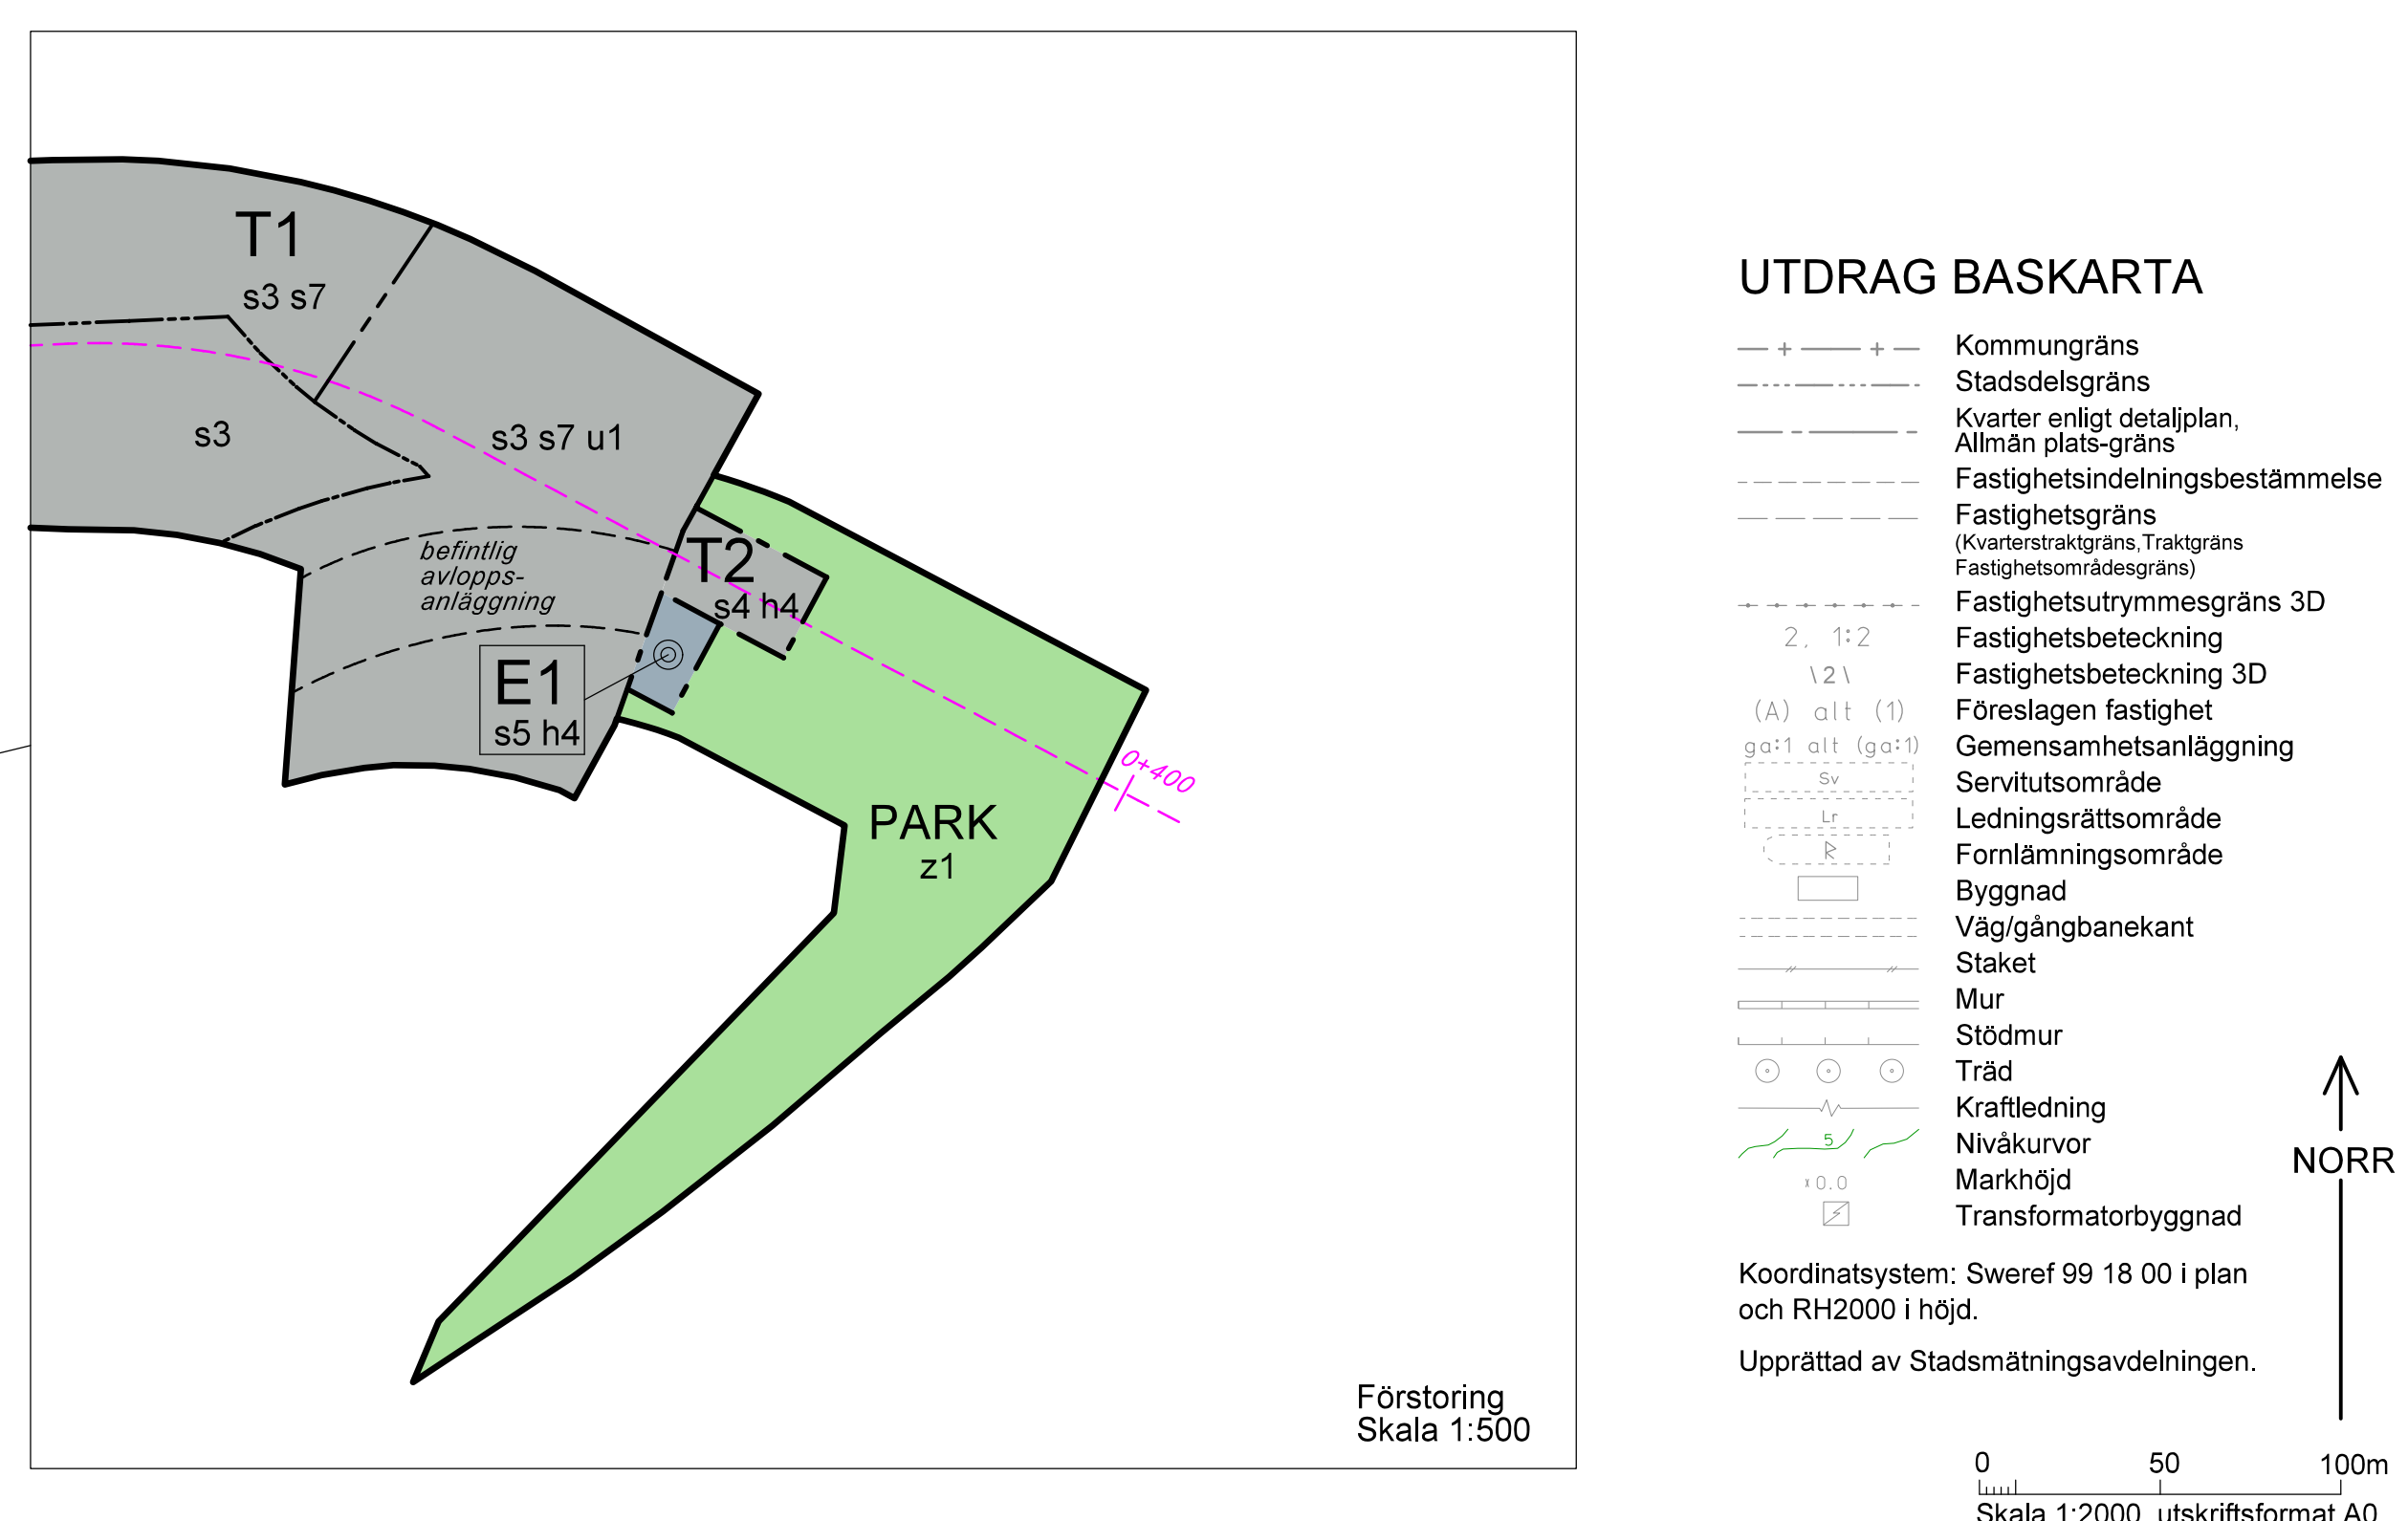 T1
s3 s7
s3
s3 s7 u1
befintlig
avlopps-
anläggning
T2
s4 h4
E1
s5 h4
0+400
PARK
z1
Förstoring
Skala 1:500
UTDRAG BASKARTA
Kommungräns
Stadsdelsgräns
Kvarter enligt detaljplan,
Allmän plats-gräns
Fastighetsindelningsbestämmelse
Fastighetsgräns
(Kvarterstraktgräns,Traktgräns
Fastighetsområdesgräns)
Fastighetsutrymmesgräns 3D
2, 1:2 Fastighetsbeteckning
\2\ Fastighetsbeteckning 3D
(A) alt (1) Föreslagen fastighet
ga:1 alt (ga:1) Gemensamhetsanläggning
Sv Servitutsområde
Lr Ledningsrättsområde
R Fornlämningsområde
Byggnad
Väg/gångbanekant
Staket
Mur
Stödmur
Träd
Kraftledning
5 Nivåkurvor
x0.0 Markhöjd
Transformatorbyggnad
NORR
Koordinatsystem: Sweref 99 18 00 i plan
och RH2000 i höjd.
Upprättad av Stadsmätningsavdelningen.
0 50 100m
Skala 1:2000, utskriftsformat A0